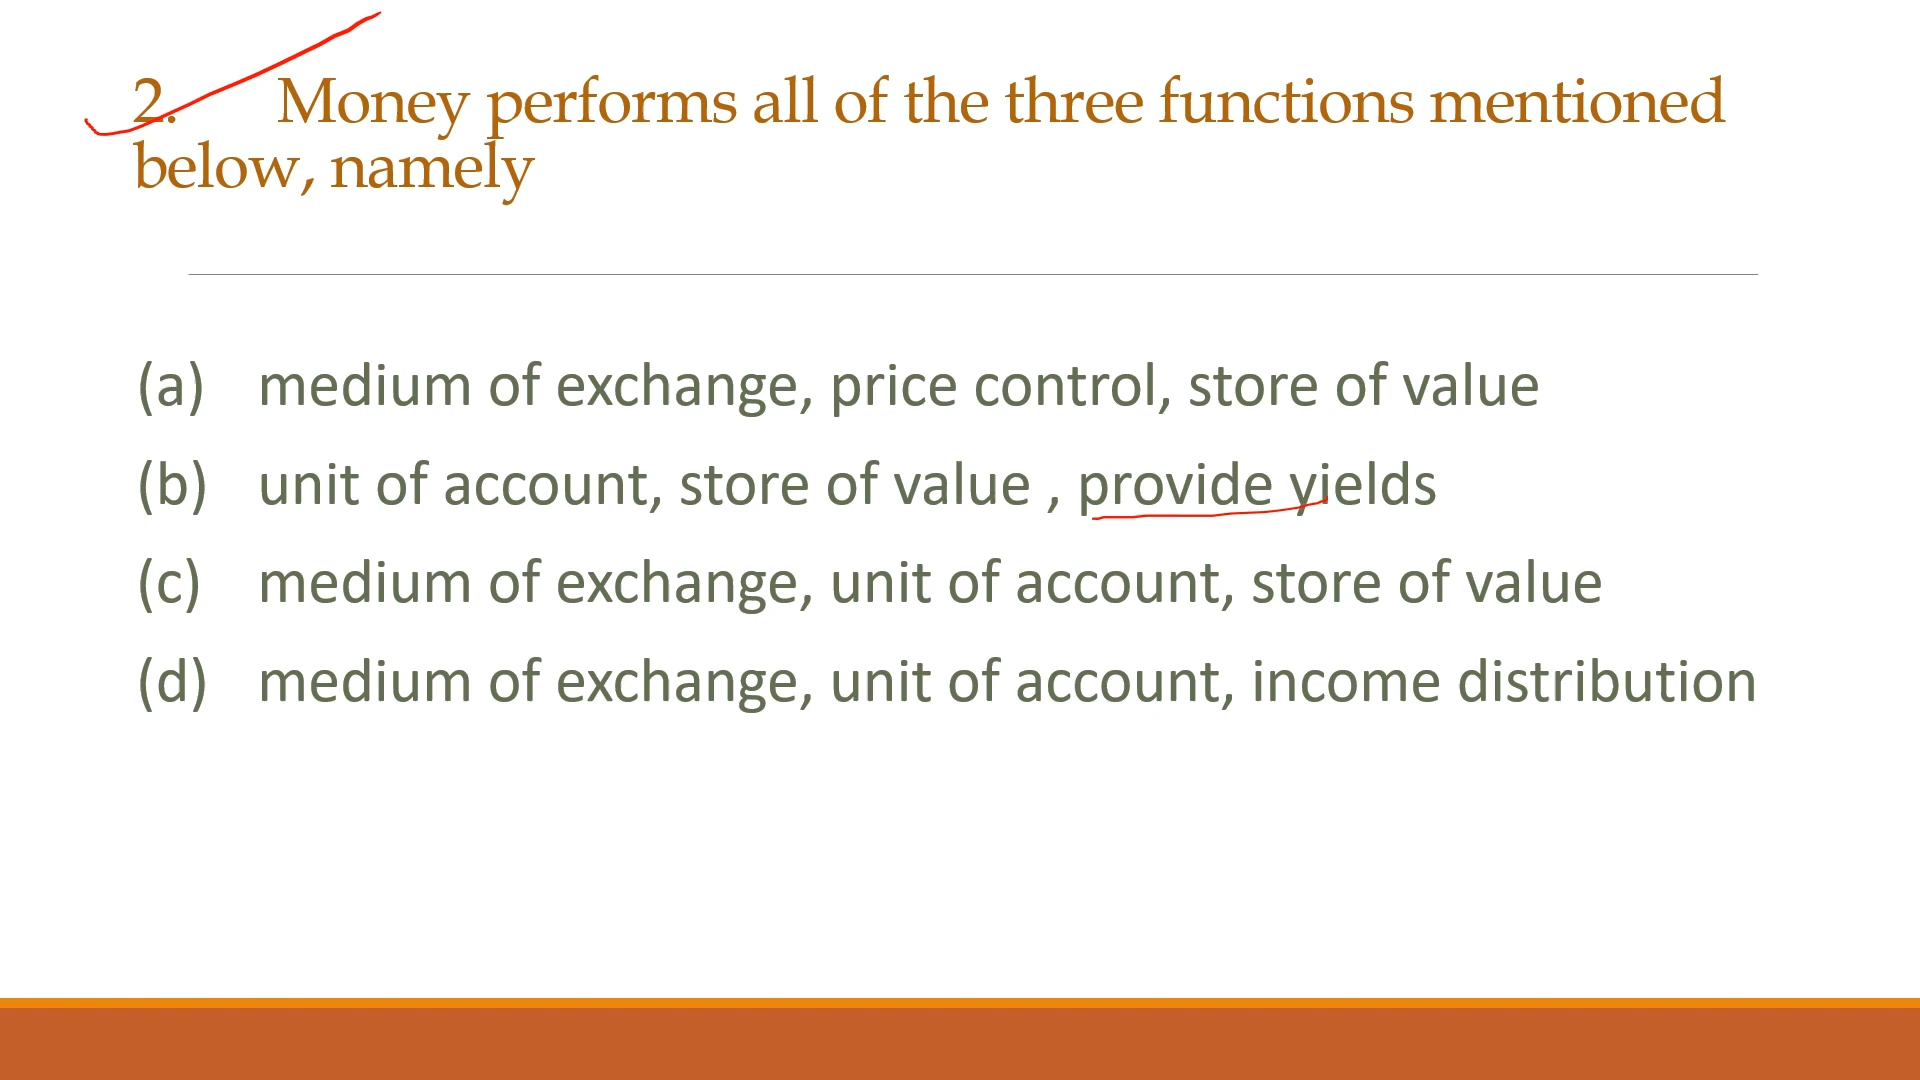 2. Money performs all of the three functions mentioned
below, namely
(a) medium of exchange, price control, store of value
(b) unit of account, store of value , provide yields
(c) medium of exchange, unit of account, store of value
(d) medium of exchange, unit of account, income distribution